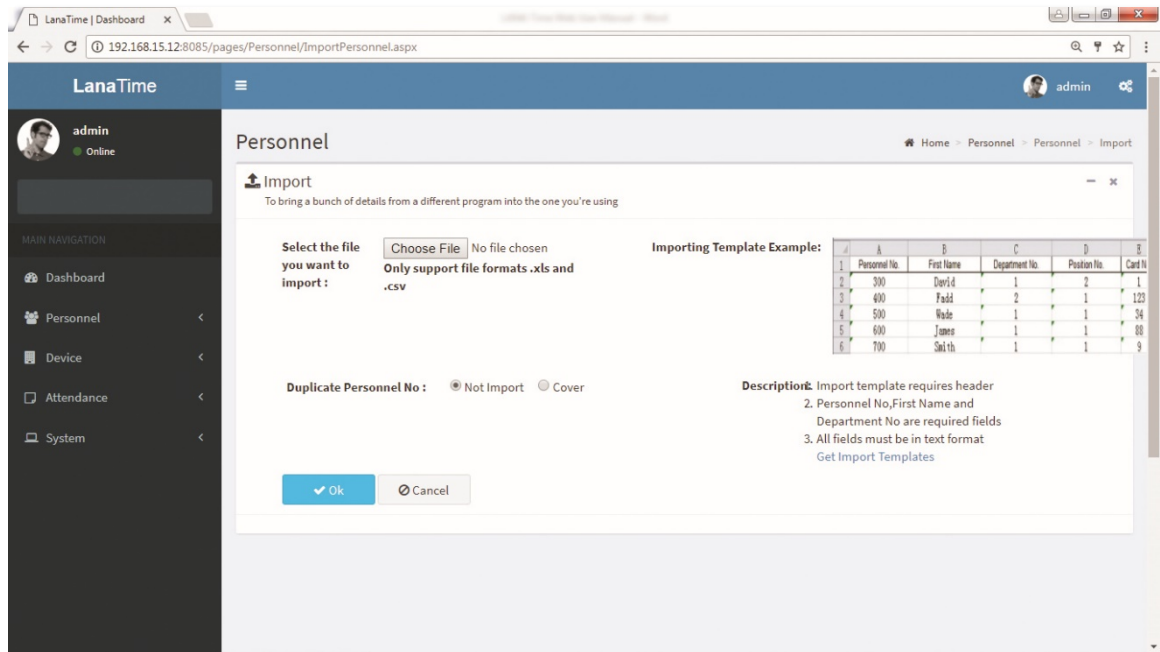 LanaTime | Dashboard
192.168.15.12:8085/pages/Personnel/ImportPersonnel.aspx
LanaTime
admin
admin
Online
Personnel
Home > Personnel > Personnel > Import
Import
To bring a bunch of details from a different program into the one you're using
MAIN NAVIGATION
Dashboard
Personnel
Device
Attendance
System
Select the file
you want to
import :
Choose File No file chosen
Only support file formats .xls and
.csv
Importing Template Example:
A B C D E
1 Personnel No. First Name Department No. Position No. Card N
2 300 David 1 2 1
3 400 Fadd 2 1 123
4 500 Wade 1 1 34
5 600 James 1 1 88
6 700 Smith 1 1 9
Duplicate Personnel No : Not Import Cover
Description: Import template requires header
2. Personnel No,First Name and
Department No are required fields
3. All fields must be in text format
Get Import Templates
Ok Cancel